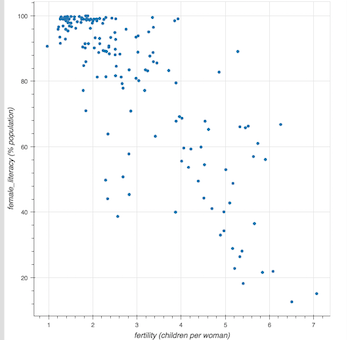 100
80
60
40
20
female_literacy (% population)
1 2 3 4 5 6 7
fertility (children per woman)